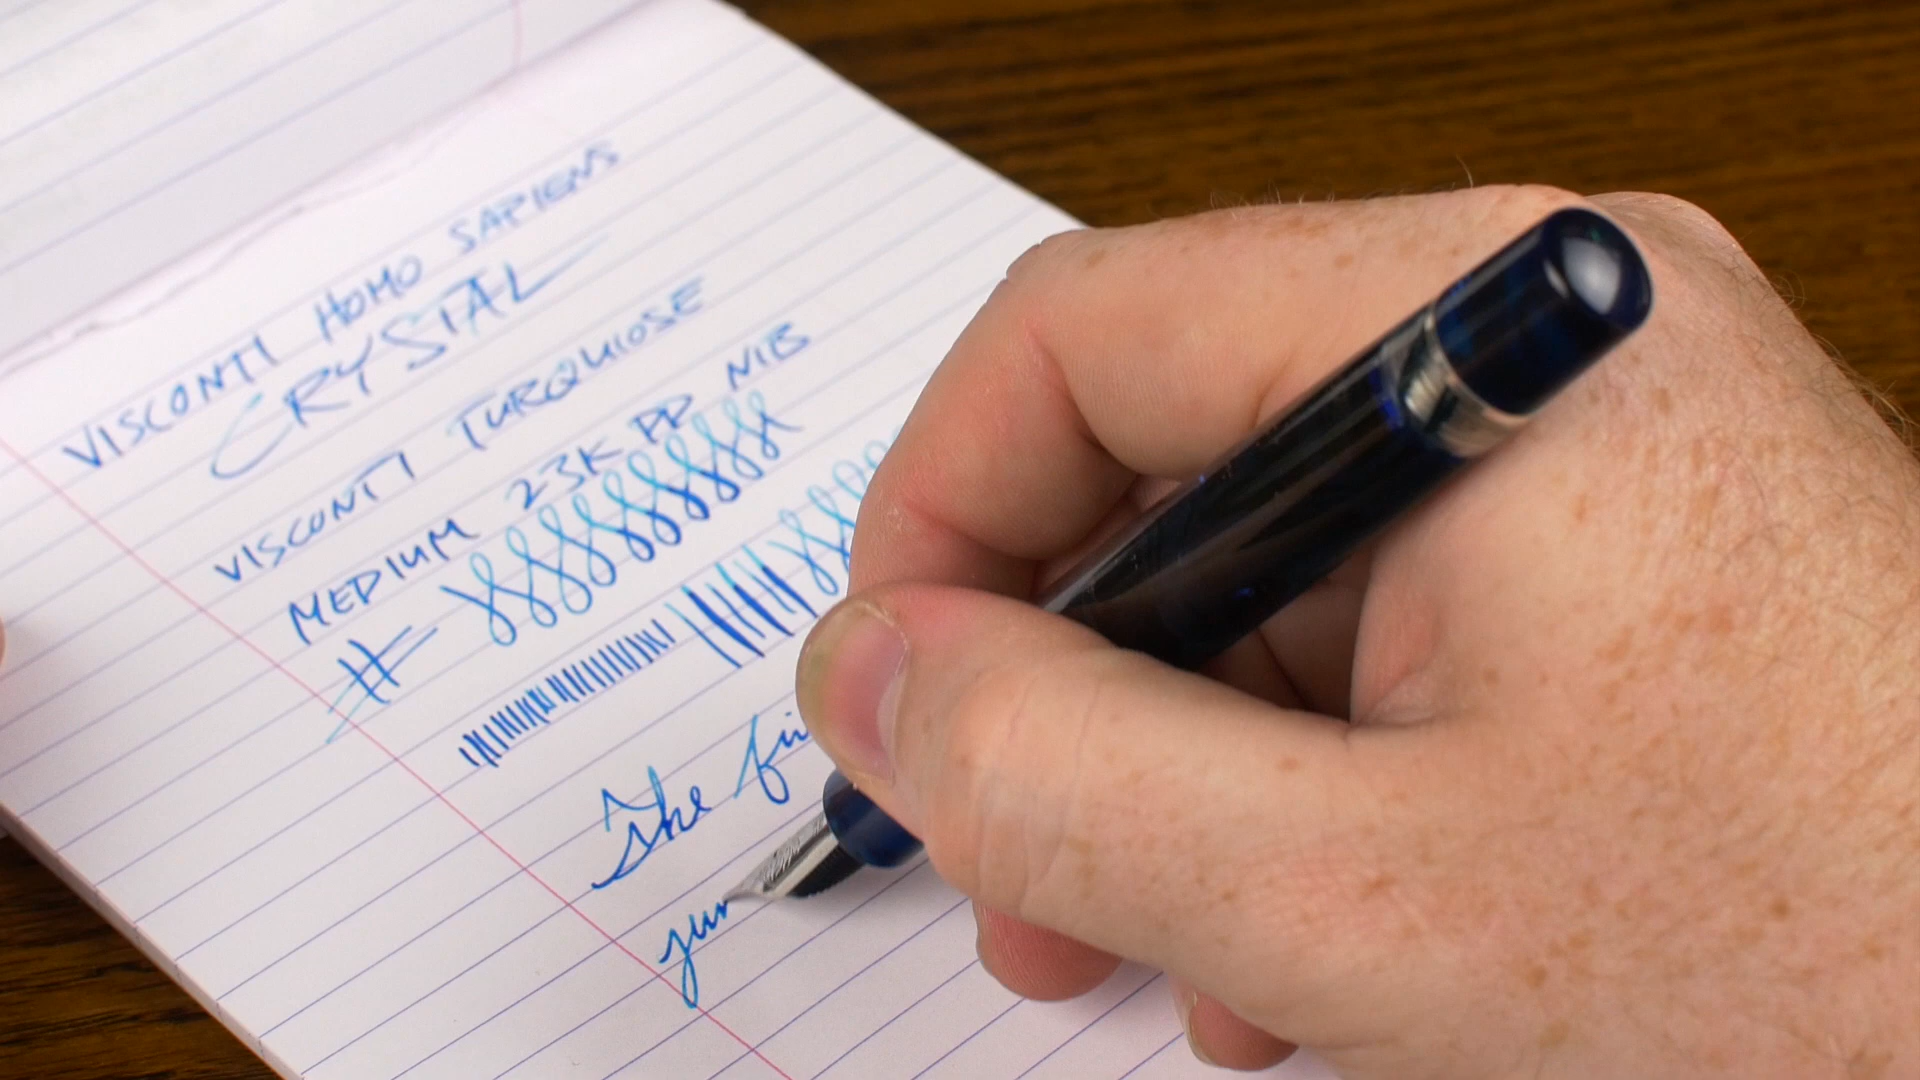 VISCONTI HOMO SAPIENS
CRYSTAL
VISCONTI TURQUOISE
MEDIUM 23K PD NIB
The